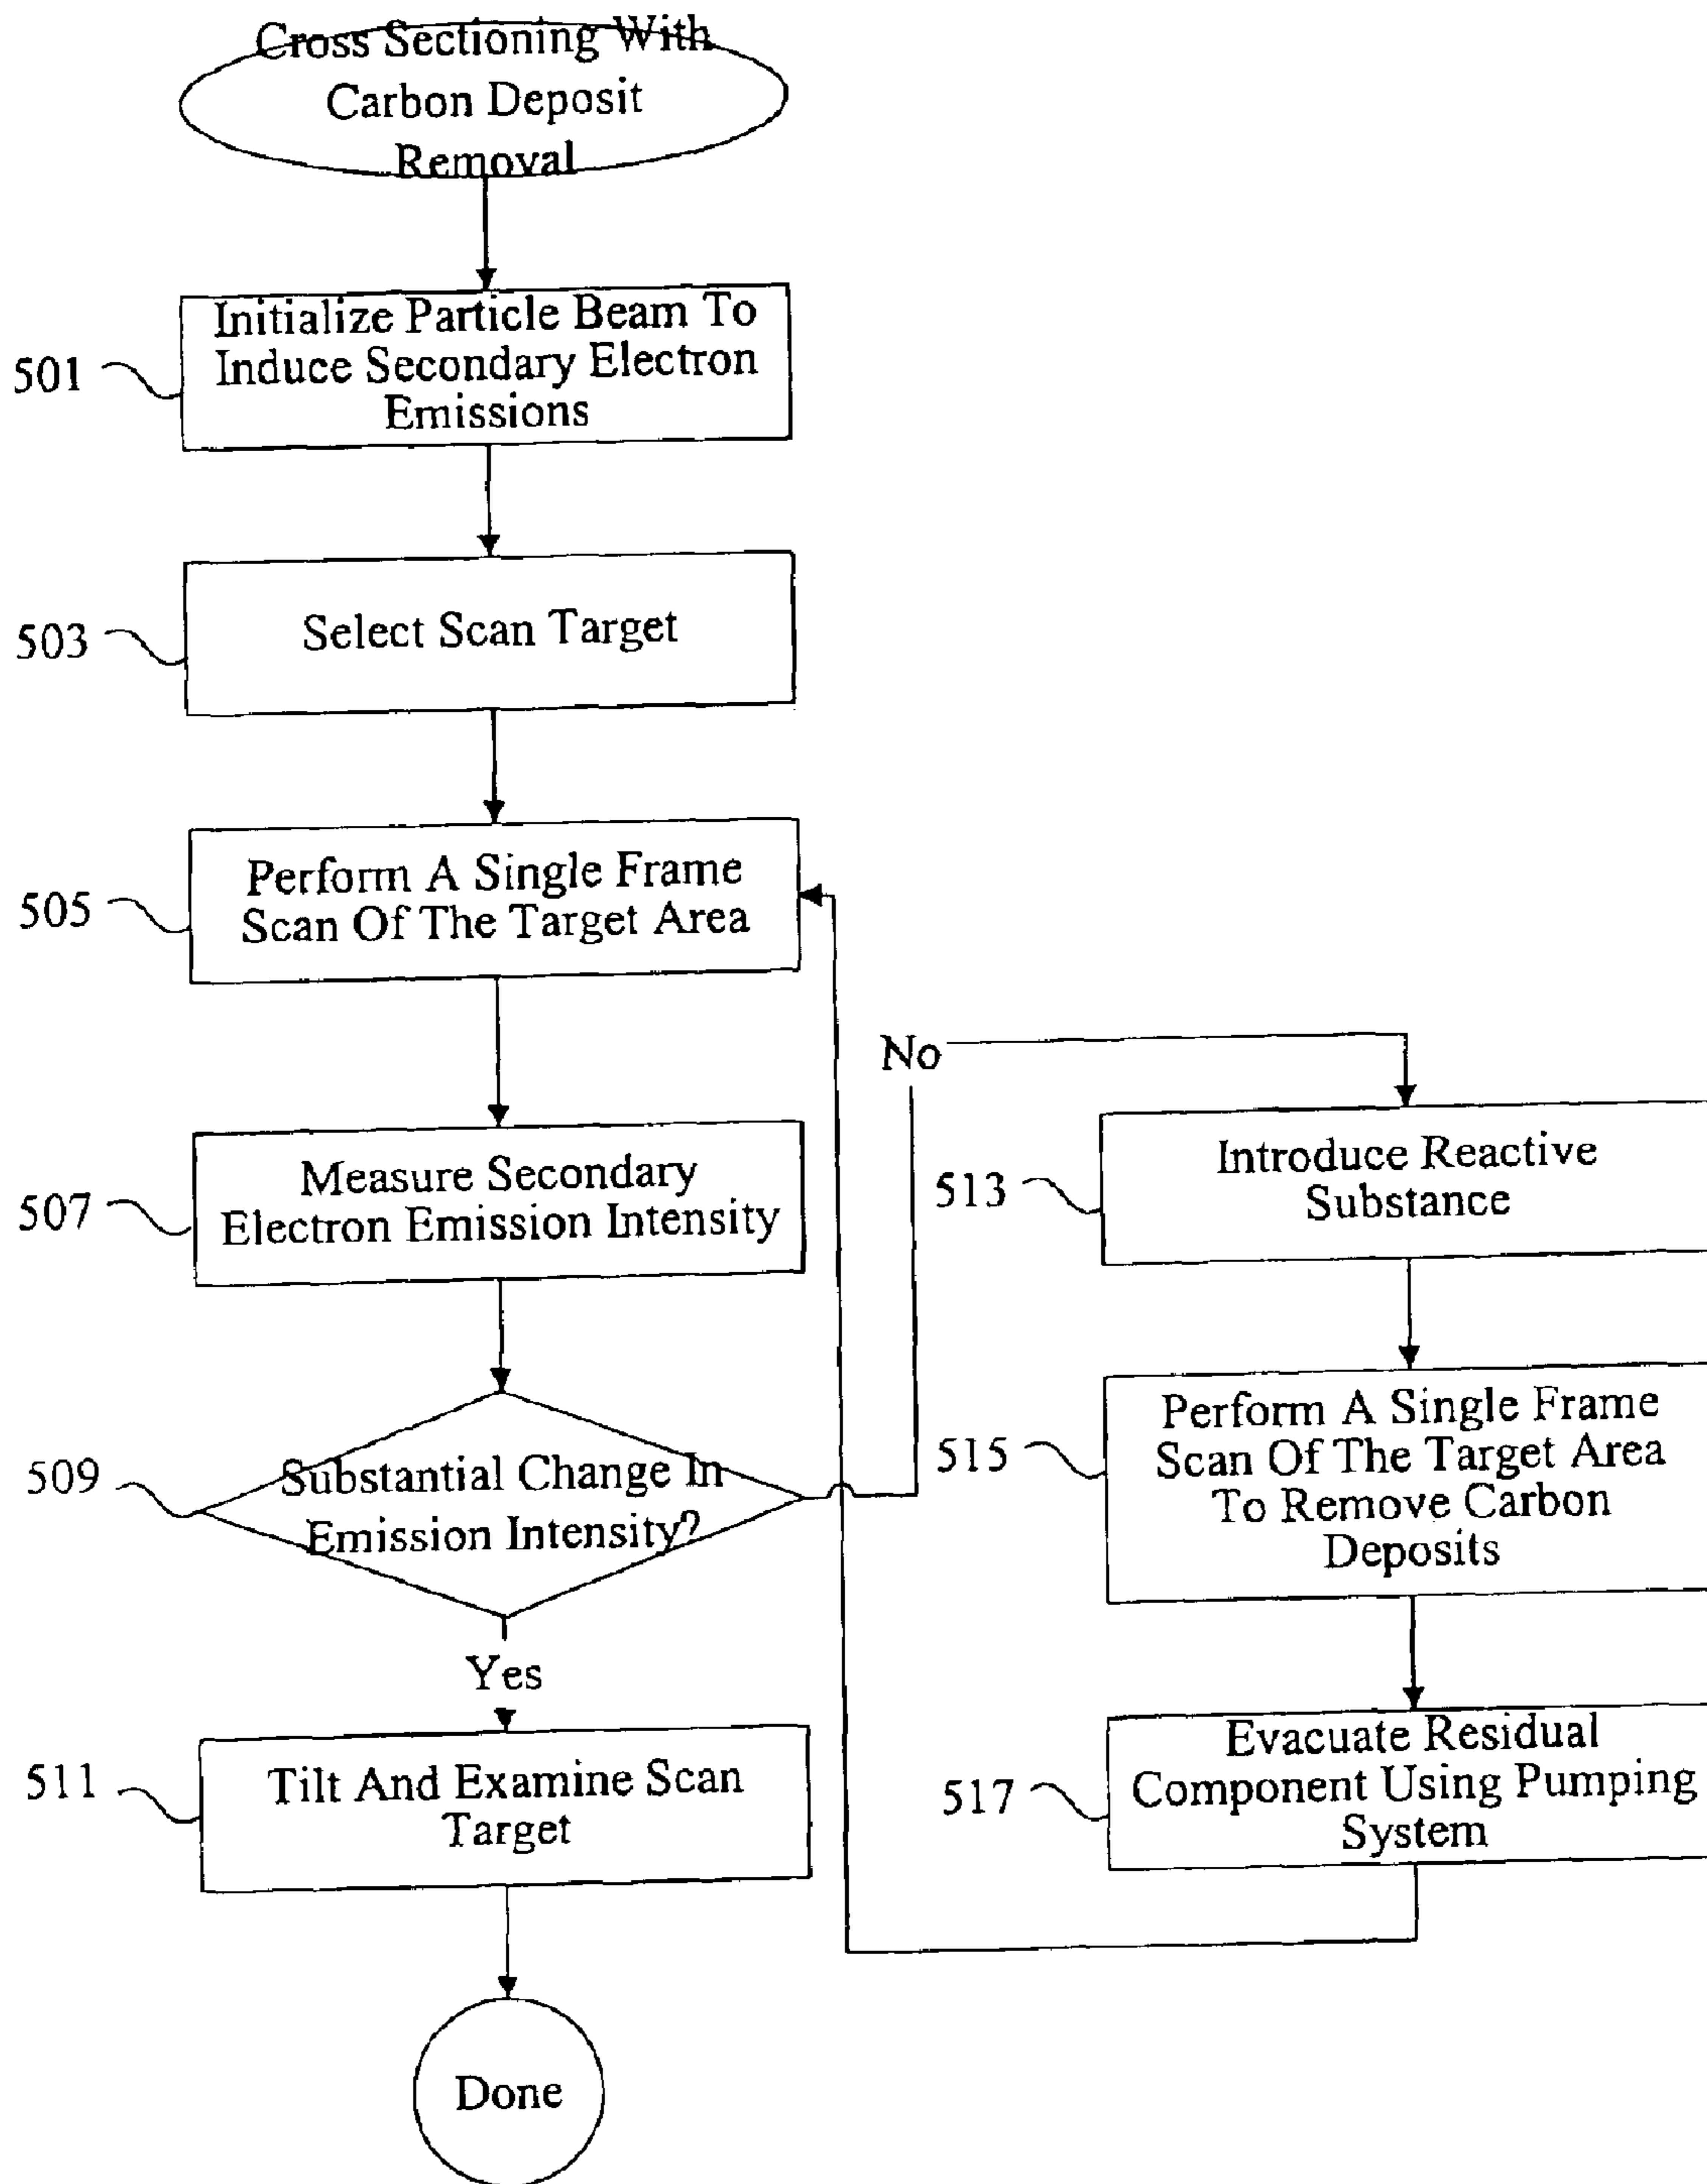 Cross Sectioning With
Carbon Deposit
Removal
501
Initialize Particle Beam To
Induce Secondary Electron
Emissions
503
Select Scan Target
505
Perform A Single Frame
Scan Of The Target Area
507
Measure Secondary
Electron Emission Intensity
509
Substantial Change In
Emission Intensity?
No
Yes
511
Tilt And Examine Scan
Target
Done
513
Introduce Reactive
Substance
515
Perform A Single Frame
Scan Of The Target Area
To Remove Carbon
Deposits
517
Evacuate Residual
Component Using Pumping
System